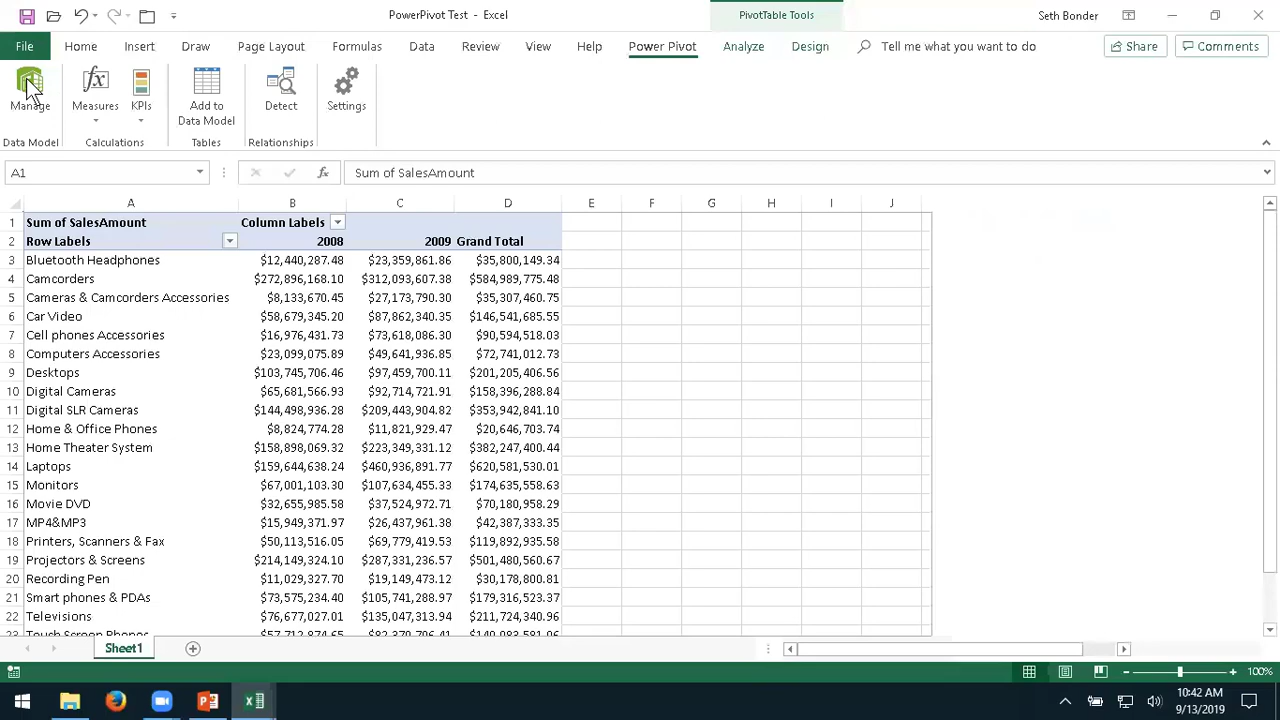 PowerPivot Test - Excel
PivotTable Tools
Seth Bonder
File Home Insert Draw Page Layout Formulas Data Review View Help Power Pivot Analyze Design Tell me what you want to do Share Comments
Manage Measures KPIs Add to Data Model Detect Settings
Data Model Calculations Tables Relationships
A1 fx Sum of SalesAmount
A B C D E F G H I J
1 Sum of SalesAmount Column Labels
2 Row Labels 2008 2009 Grand Total
3 Bluetooth Headphones $12,440,287.48 $23,359,861.86 $35,800,149.34
4 Camcorders $272,896,168.10 $312,093,607.38 $584,989,775.48
5 Cameras & Camcorders Accessories $8,133,670.45 $27,173,790.30 $35,307,460.75
6 Car Video $58,679,345.20 $87,862,340.35 $146,541,685.55
7 Cell phones Accessories $16,976,431.73 $73,618,086.30 $90,594,518.03
8 Computers Accessories $23,099,075.89 $49,641,936.85 $72,741,012.73
9 Desktops $103,745,706.46 $97,459,700.11 $201,205,406.56
10 Digital Cameras $65,681,566.93 $92,714,721.91 $158,396,288.84
11 Digital SLR Cameras $144,498,936.28 $209,443,904.82 $353,942,841.10
12 Home & Office Phones $8,824,774.28 $11,821,929.47 $20,646,703.74
13 Home Theater System $158,898,069.32 $223,349,331.12 $382,247,400.44
14 Laptops $159,644,638.24 $460,936,891.77 $620,581,530.01
15 Monitors $67,001,103.30 $107,634,455.33 $174,635,558.63
16 Movie DVD $32,655,985.58 $37,524,972.71 $70,180,958.29
17 MP4&MP3 $15,949,371.97 $26,437,961.38 $42,387,333.35
18 Printers, Scanners & Fax $50,113,516.05 $69,779,419.53 $119,892,935.58
19 Projectors & Screens $214,149,324.10 $287,331,236.57 $501,480,560.67
20 Recording Pen $11,029,327.70 $19,149,473.12 $30,178,800.81
21 Smart phones & PDAs $73,575,234.40 $105,741,288.97 $179,316,523.37
22 Televisions $76,677,027.01 $135,047,313.94 $211,724,340.96
23 Touch Screen Phones $57,712,874.65 $82,370,706.41
Sheet1
100%
10:42 AM
9/13/2019